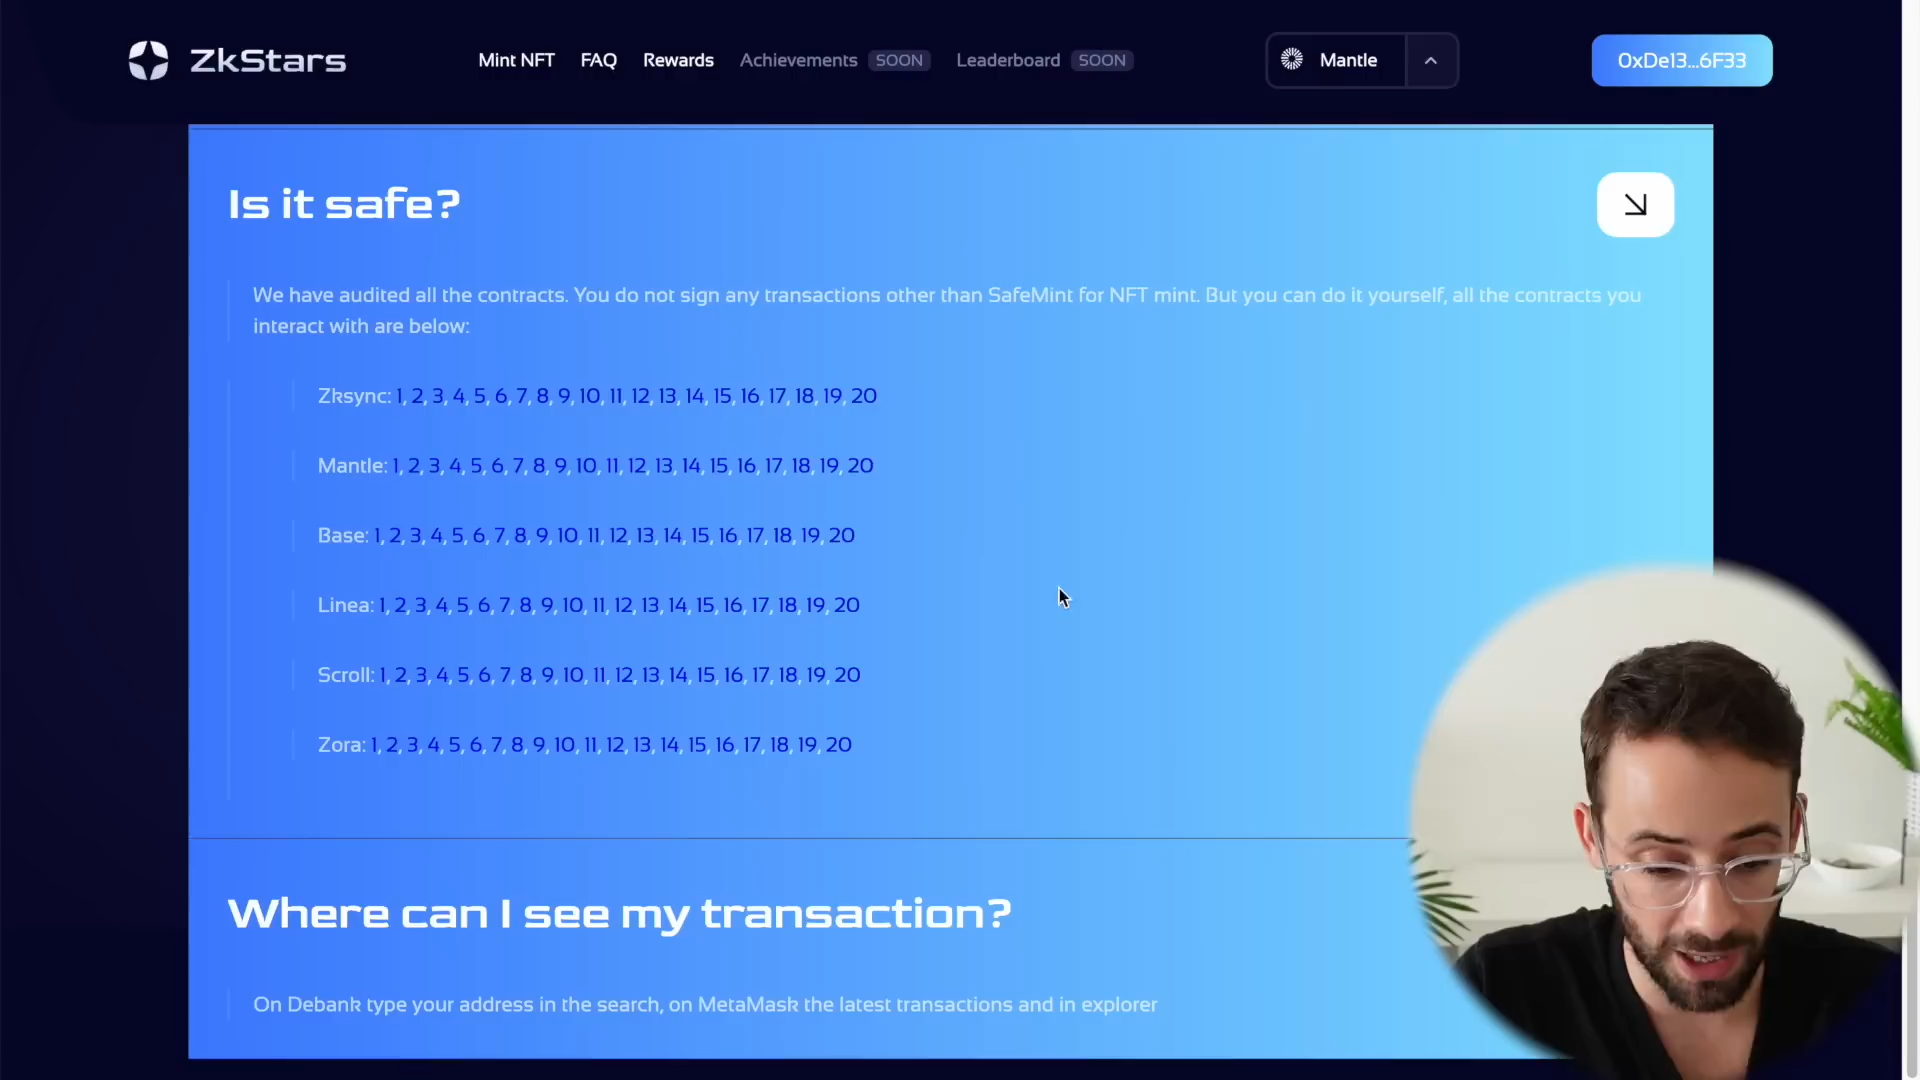 ZkStars
Mint NFT FAQ Rewards Achievements SOON Leaderboard SOON
Mantle
0xDe13...6F33
Is it safe?
We have audited all the contracts. You do not sign any transactions other than SafeMint for NFT mint. But you can do it yourself, all the contracts you
interact with are below:
Zksync: 1, 2, 3, 4, 5, 6, 7, 8, 9, 10, 11, 12, 13, 14, 15, 16, 17, 18, 19, 20
Mantle: 1, 2, 3, 4, 5, 6, 7, 8, 9, 10, 11, 12, 13, 14, 15, 16, 17, 18, 19, 20
Base: 1, 2, 3, 4, 5, 6, 7, 8, 9, 10, 11, 12, 13, 14, 15, 16, 17, 18, 19, 20
Linea: 1, 2, 3, 4, 5, 6, 7, 8, 9, 10, 11, 12, 13, 14, 15, 16, 17, 18, 19, 20
Scroll: 1, 2, 3, 4, 5, 6, 7, 8, 9, 10, 11, 12, 13, 14, 15, 16, 17, 18, 19, 20
Zora: 1, 2, 3, 4, 5, 6, 7, 8, 9, 10, 11, 12, 13, 14, 15, 16, 17, 18, 19, 20
Where can I see my transaction?
On Debank type your address in the search, on MetaMask the latest transactions and in explorer